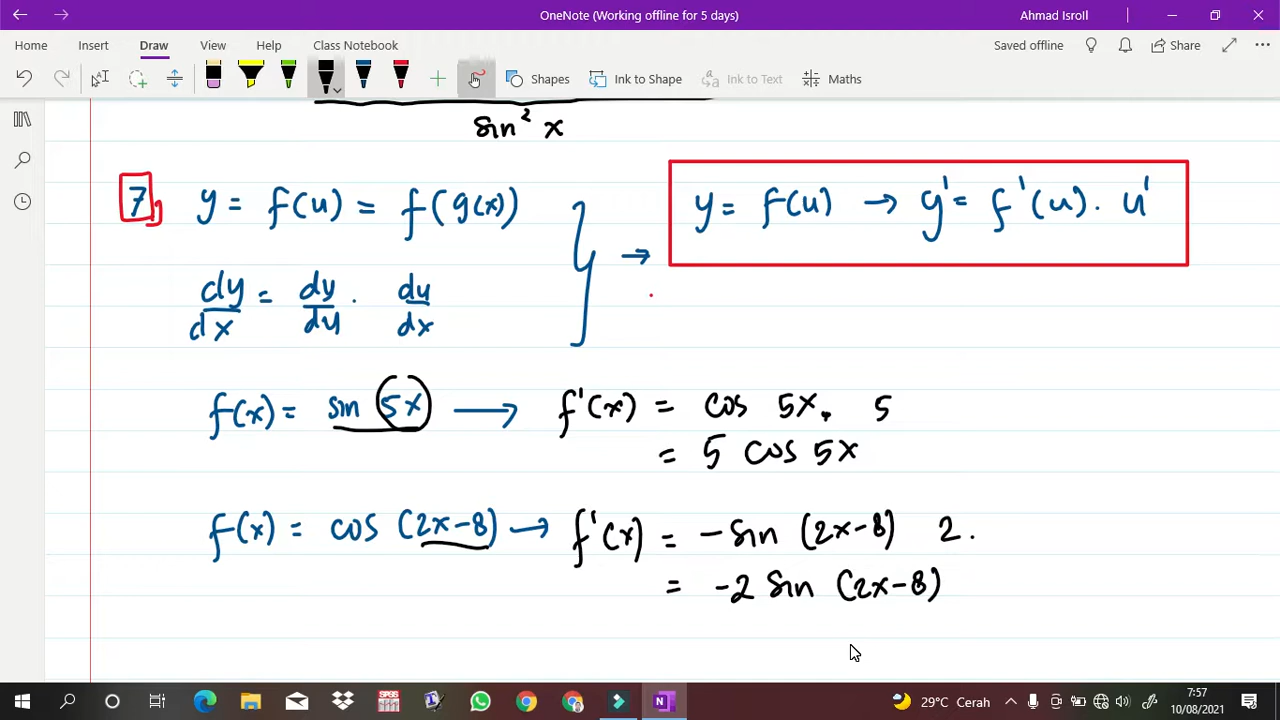 OneNote (Working offline for 5 days)
Ahmad Isroll
Home Insert Draw View Help Class Notebook
Saved offline Share
Shapes Ink to Shape Ink to Text Maths
sin² x
7) y = f(u) = f(g(x))
y = f(u) → y' = f'(u). u'
dy/dx = dy/du . du/dx
f(x) = sin 5x → f'(x) = cos 5x. 5
= 5 cos 5x
f(x) = cos (2x-8) → f'(x) = -sin (2x-8) 2.
= -2 sin (2x-8)
29°C Cerah
7:57
10/08/2021